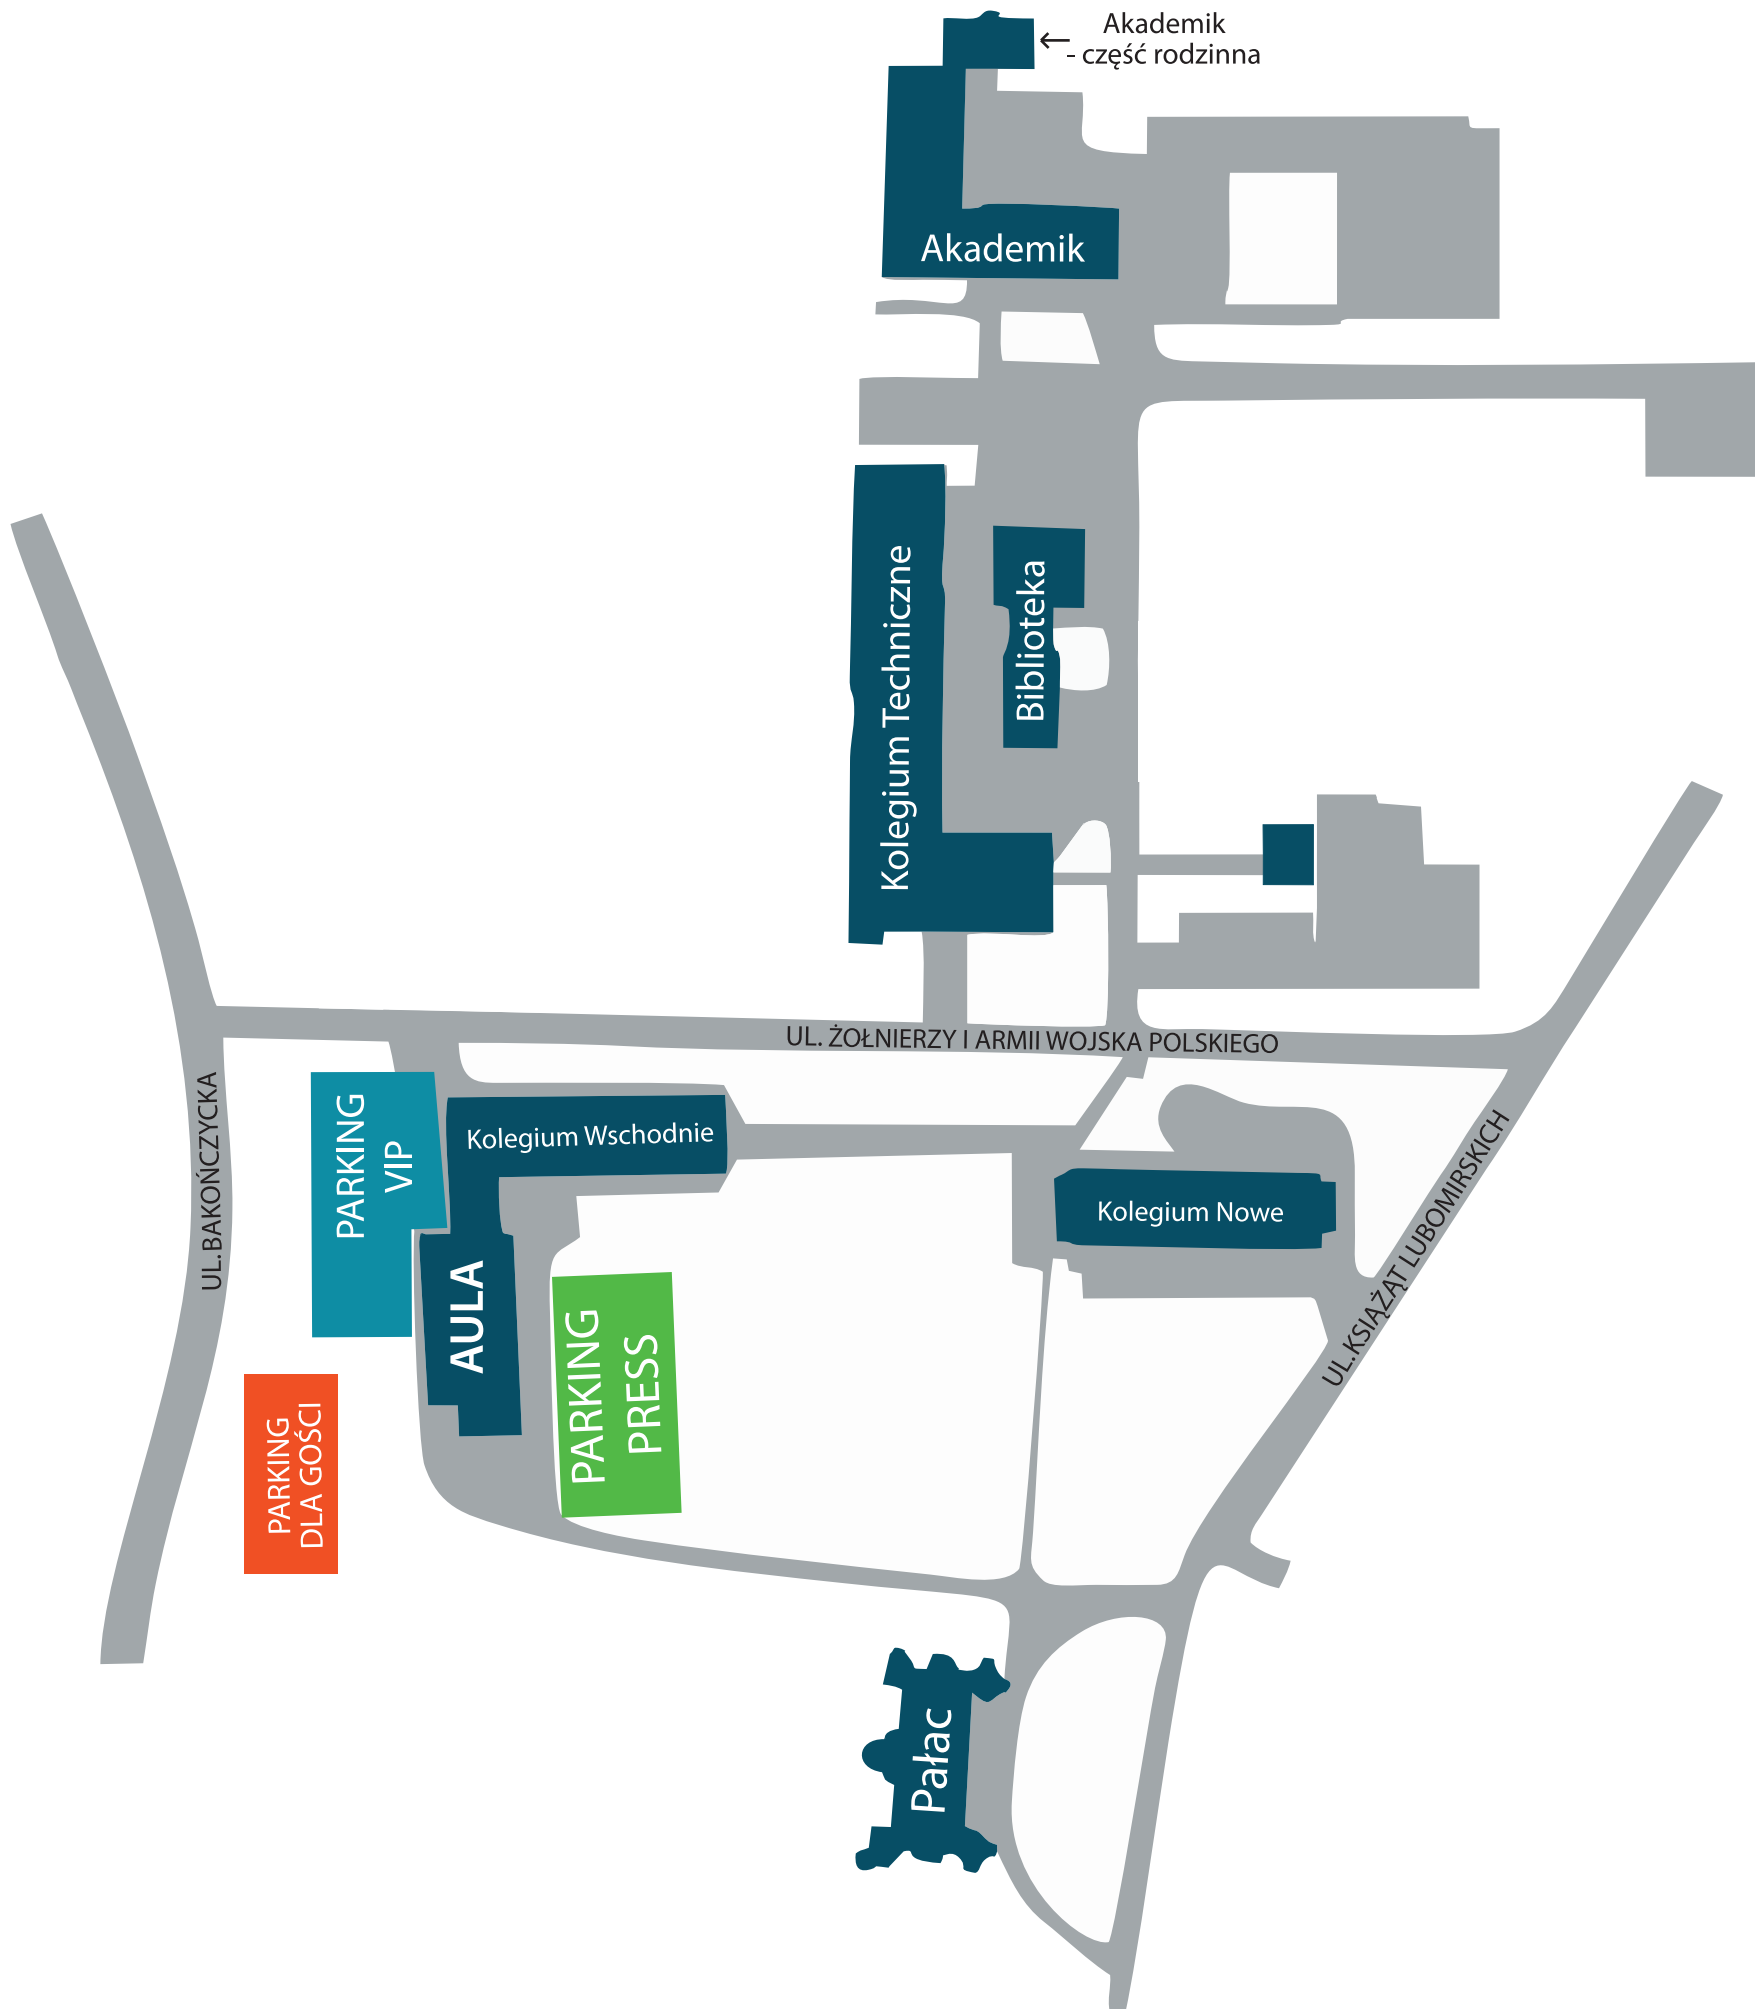 Akademik
- część rodzinna
Akademik
Kolegium Techniczne
Biblioteka
UL. ŻOŁNIERZY I ARMII WOJSKA POLSKIEGO
UL.BAKOŃCZYCKA
PARKING
VIP
Kolegium Wschodnie
Kolegium Nowe
UL.KSIĄŻĄT LUBOMIRSKICH
AULA
PARKING
PRESS
PARKING
DLA GOŚCI
Pałac